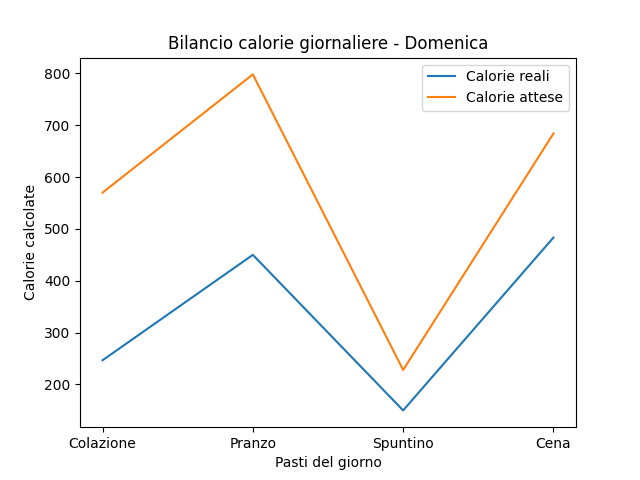 Bilancio calorie giornaliere - Domenica
Calorie reali
Calorie attese
Calorie calcolate
800
700
600
500
400
300
200
Colazione
Pranzo
Spuntino
Cena
Pasti del giorno